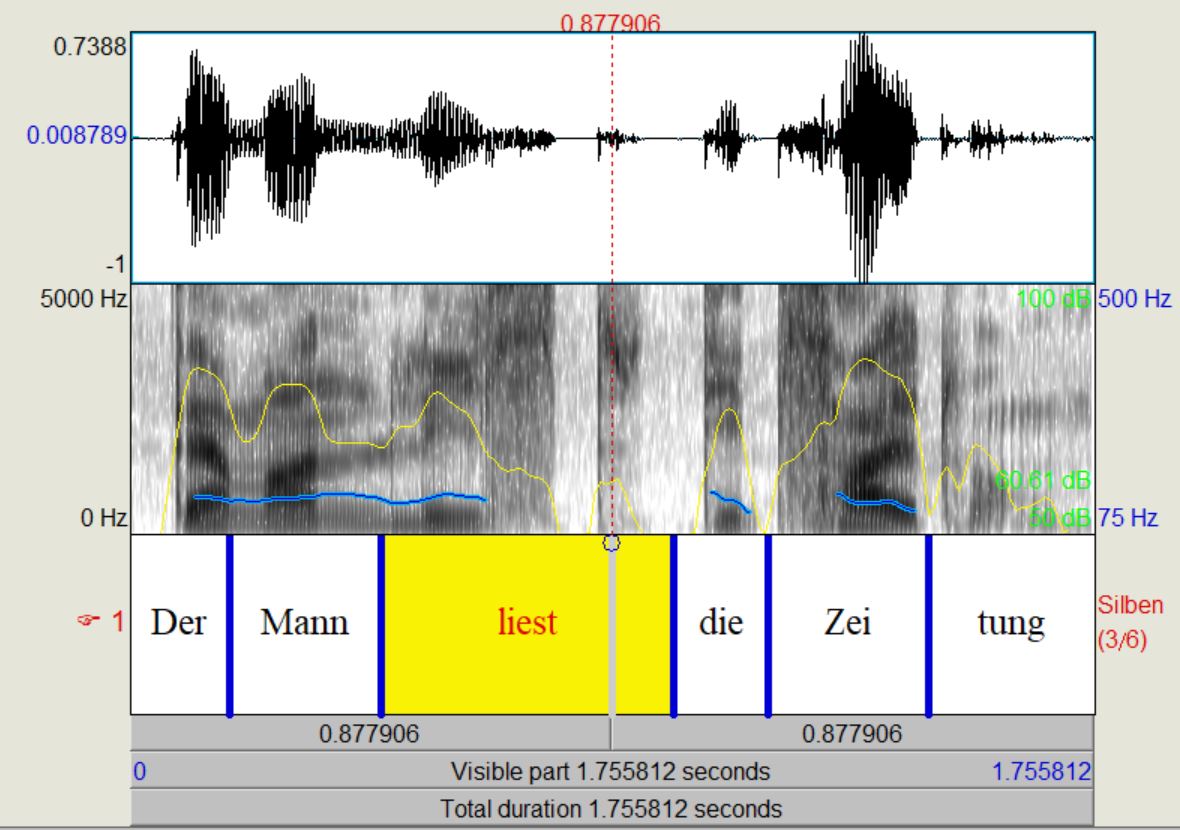 0.877906
0.7388
0.008789
-1
5000 Hz
100 dB 500 Hz
60.61 dB
0 Hz
50 dB 75 Hz
☞ 1 Der Mann liest die Zei tung Silben
(3/6)
0.877906 0.877906
0 Visible part 1.755812 seconds 1.755812
Total duration 1.755812 seconds